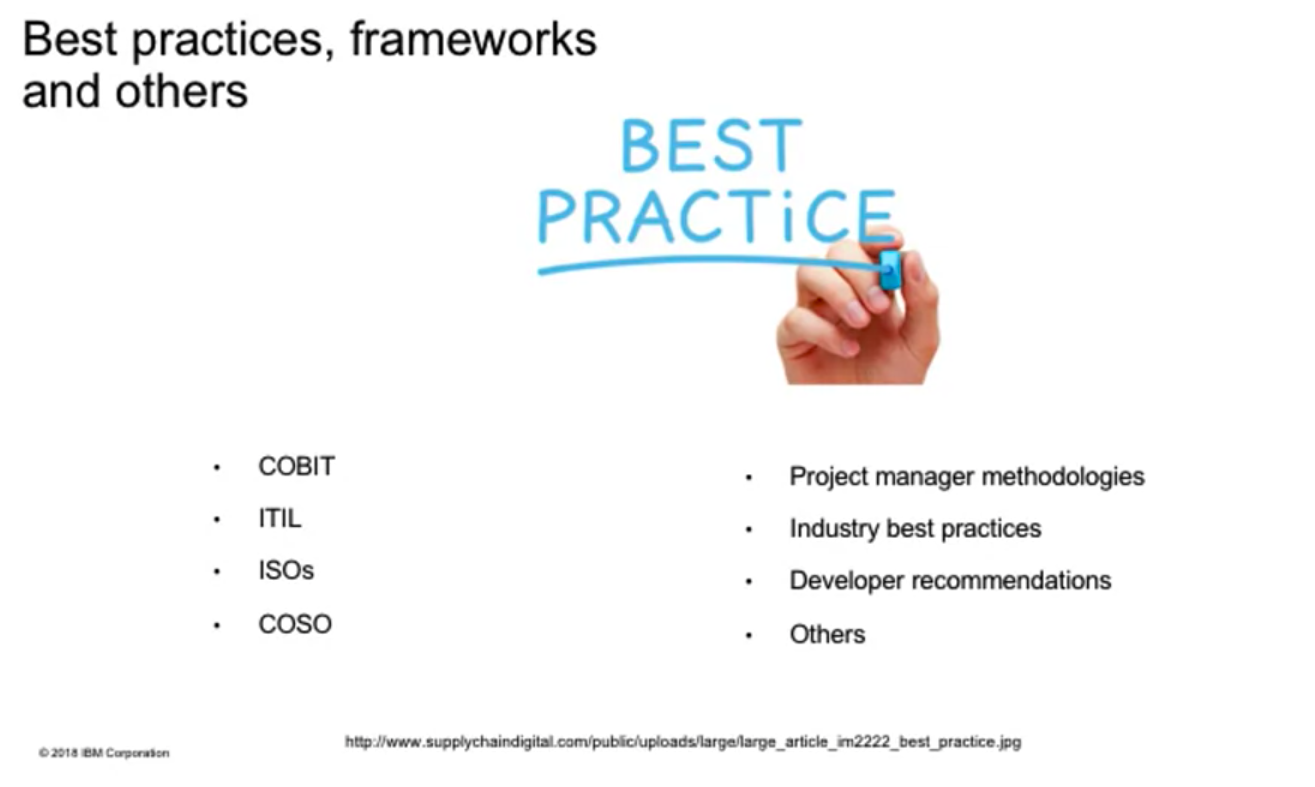 Best practices, frameworks
and others
BEST
PRACTiCE
• COBIT
• ITIL
• ISOs
• COSO
• Project manager methodologies
• Industry best practices
• Developer recommendations
• Others
© 2018 IBM Corporation
http://www.supplychaindigital.com/public/uploads/large/large_article_im2222_best_practice.jpg